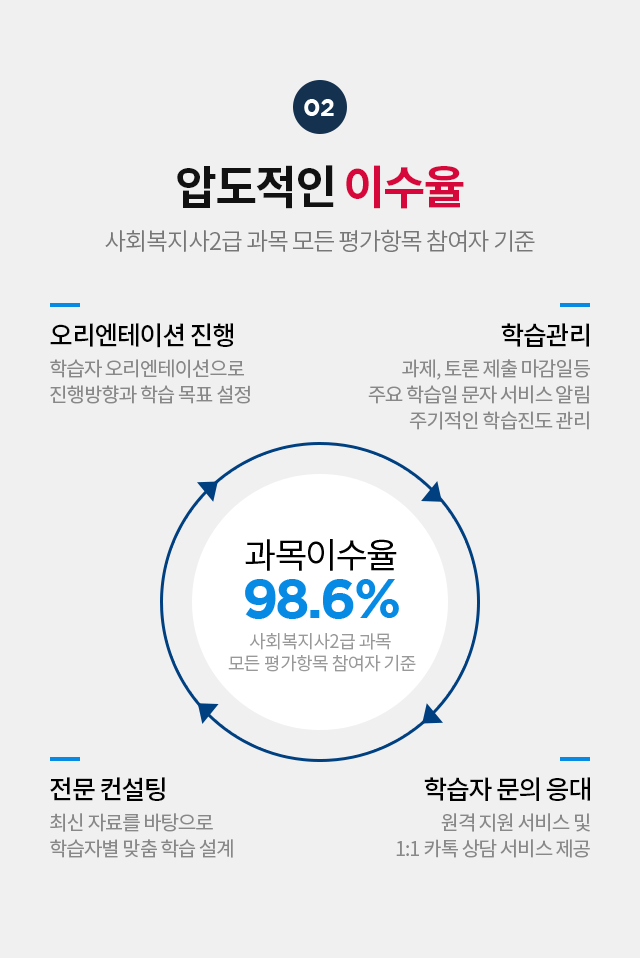 02
압도적인 이수율
사회복지사2급 과목 모든 평가항목 참여자 기준
오리엔테이션 진행
학습자 오리엔테이션으로
진행방향과 학습 목표 설정
학습관리
과제, 토론 제출 마감일등
주요 학습일 문자 서비스 알림
주기적인 학습진도 관리
과목이수율
98.6%
사회복지사2급 과목
모든 평가항목 참여자 기준
전문 컨설팅
최신 자료를 바탕으로
학습자별 맞춤 학습 설계
학습자 문의 응대
원격 지원 서비스 및
1:1 카톡 상담 서비스 제공